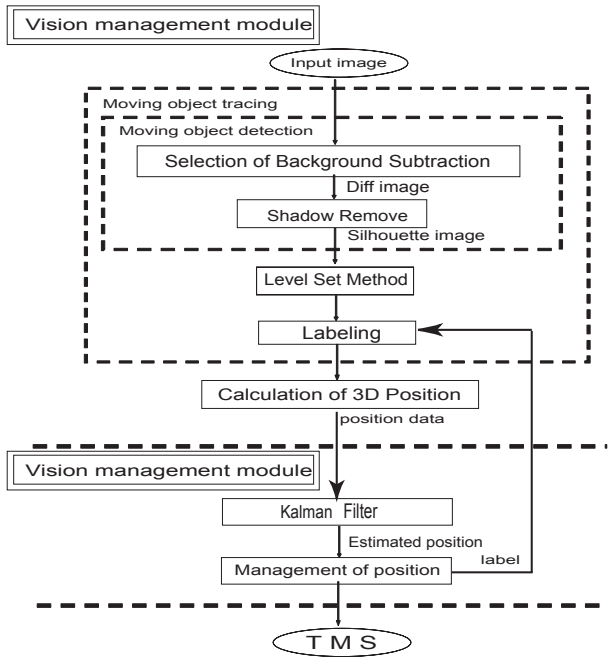 Vision management module
Input image
Moving object tracing
Moving object detection
Selection of Background Subtraction
Diff image
Shadow Remove
Silhouette image
Level Set Method
Labeling
Calculation of 3D Position
position data
Vision management module
Kalman Filter
Estimated position
label
Management of position
T M S